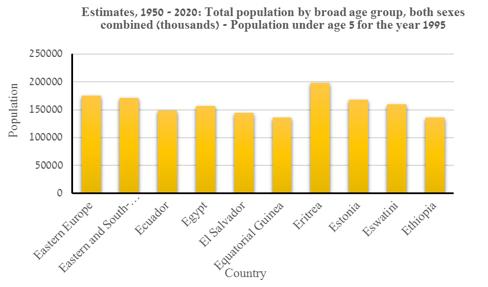 Estimates, 1950 - 2020: Total population by broad age group, both sexes
combined (thousands) - Population under age 5 for the year 1995
250000
200000
150000
100000
50000
0
Population
Eastern Europe
Eastern and South-...
Ecuador
Egypt
El Salvador
Equatorial Guinea
Eritrea
Estonia
Eswatini
Ethiopia
Country